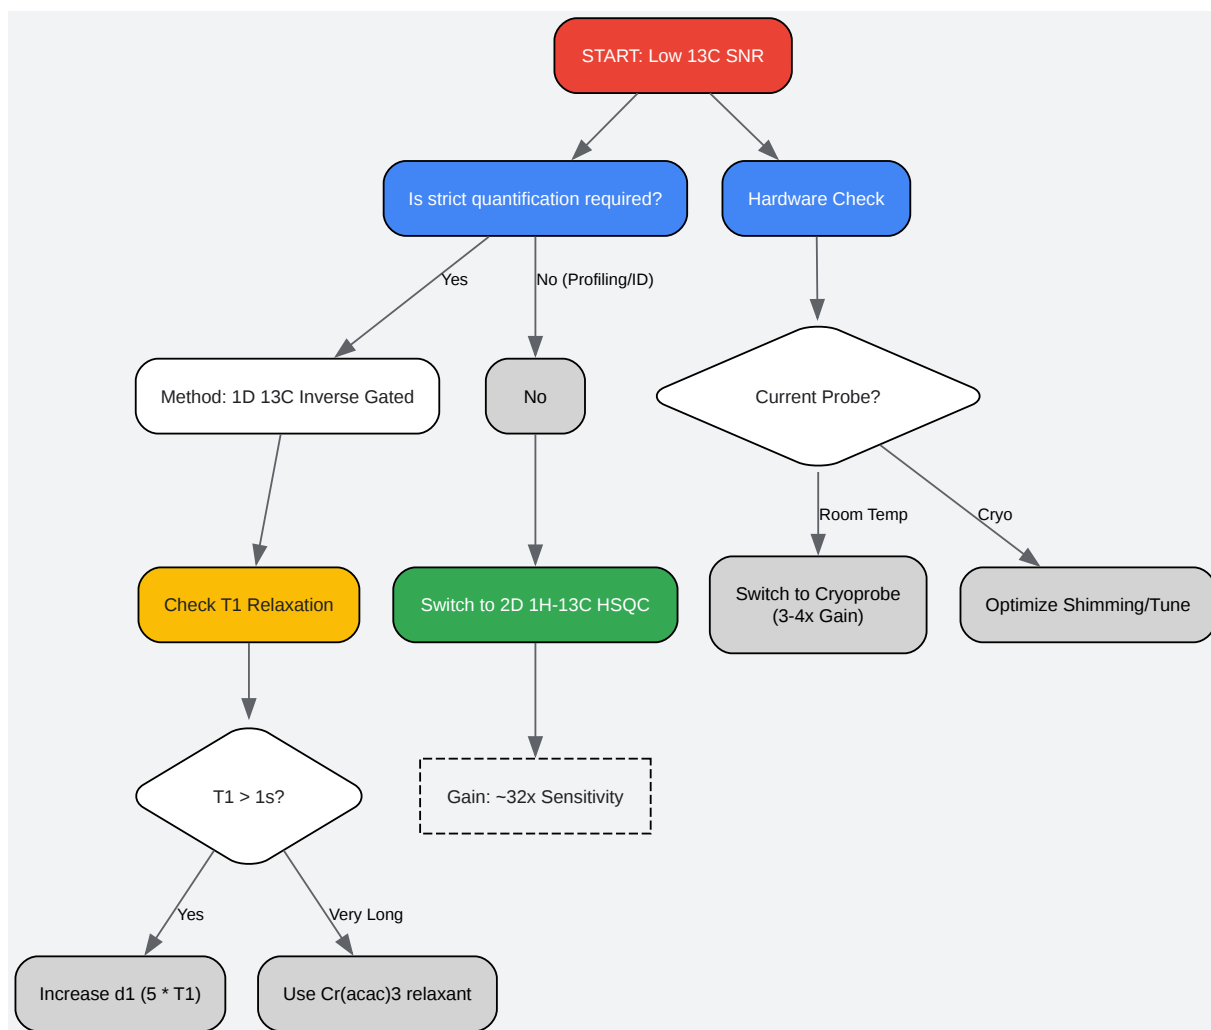 START: Low 13C SNR
Is strict quantification required?
Hardware Check
Yes
No (Profiling/ID)
Method: 1D 13C Inverse Gated
No
Current Probe?
Room Temp
Cryo
Check T1 Relaxation
Switch to 2D 1H-13C HSQC
Switch to Cryoprobe
(3-4x Gain)
Optimize Shimming/Tune
T1 > 1s?
Gain: ~32x Sensitivity
Yes
Very Long
Increase d1 (5 * T1)
Use Cr(acac)3 relaxant